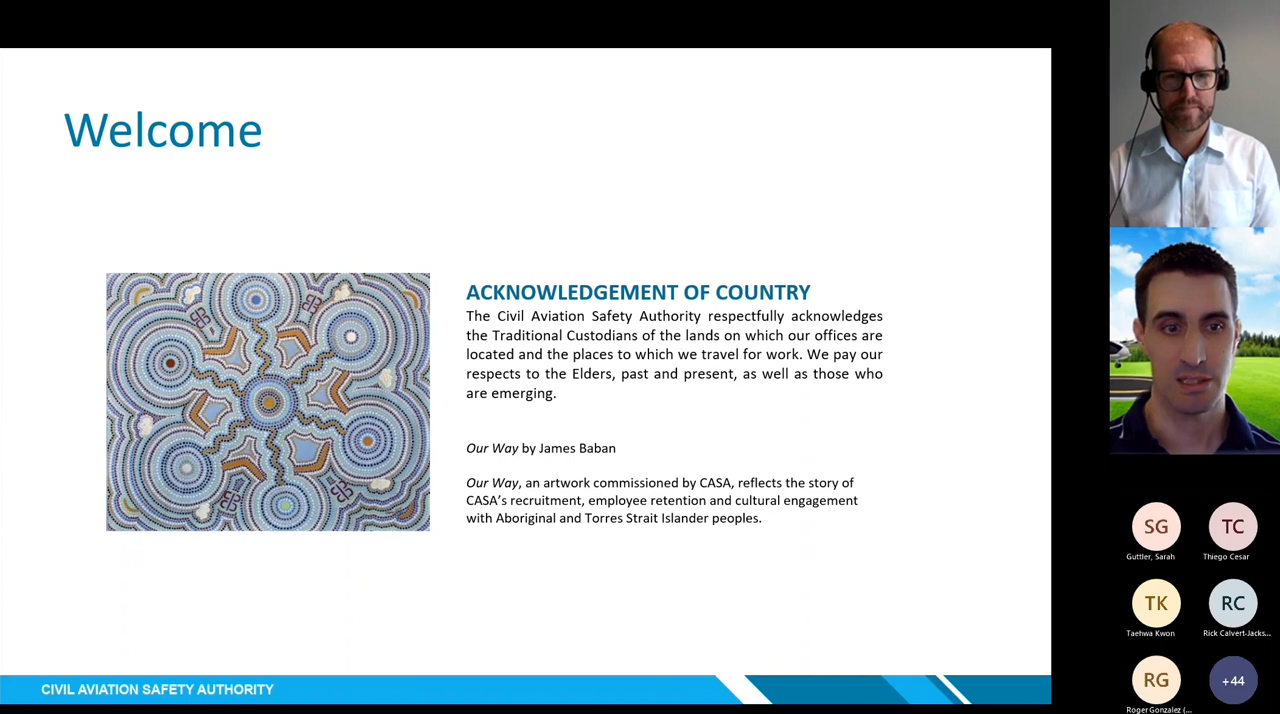 Welcome
ACKNOWLEDGEMENT OF COUNTRY
The Civil Aviation Safety Authority respectfully acknowledges
the Traditional Custodians of the lands on which our offices are
located and the places to which we travel for work. We pay our
respects to the Elders, past and present, as well as those who
are emerging.
Our Way by James Baban
Our Way, an artwork commissioned by CASA, reflects the story of
CASA's recruitment, employee retention and cultural engagement
with Aboriginal and Torres Strait Islander peoples.
CIVIL AVIATION SAFETY AUTHORITY
SG
TC
Guttler, Sarah
Thiego Cesar
TK
RC
Taehwa Kwon
Rick Calvert-Jacks...
RG
+44
Roger Gonzalez (...